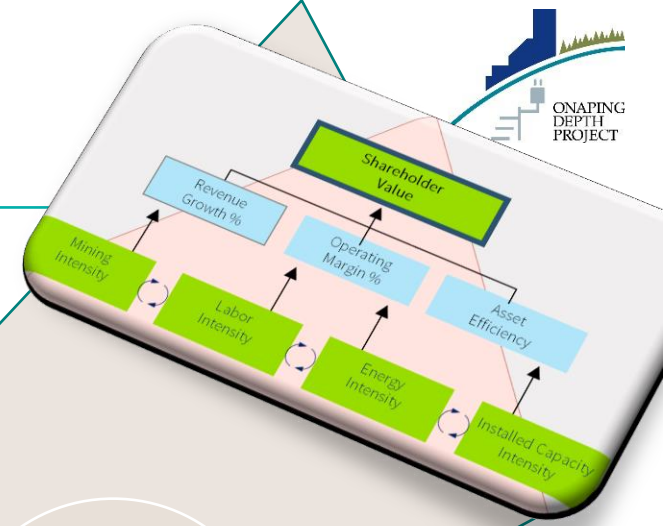 ONAPING
DEPTH
PROJECT
Shareholder
Value
Revenue
Growth %
Operating
Margin %
Asset
Efficiency
Mining
Intensity
Labor
Intensity
Energy
Intensity
Installed Capacity
Intensity